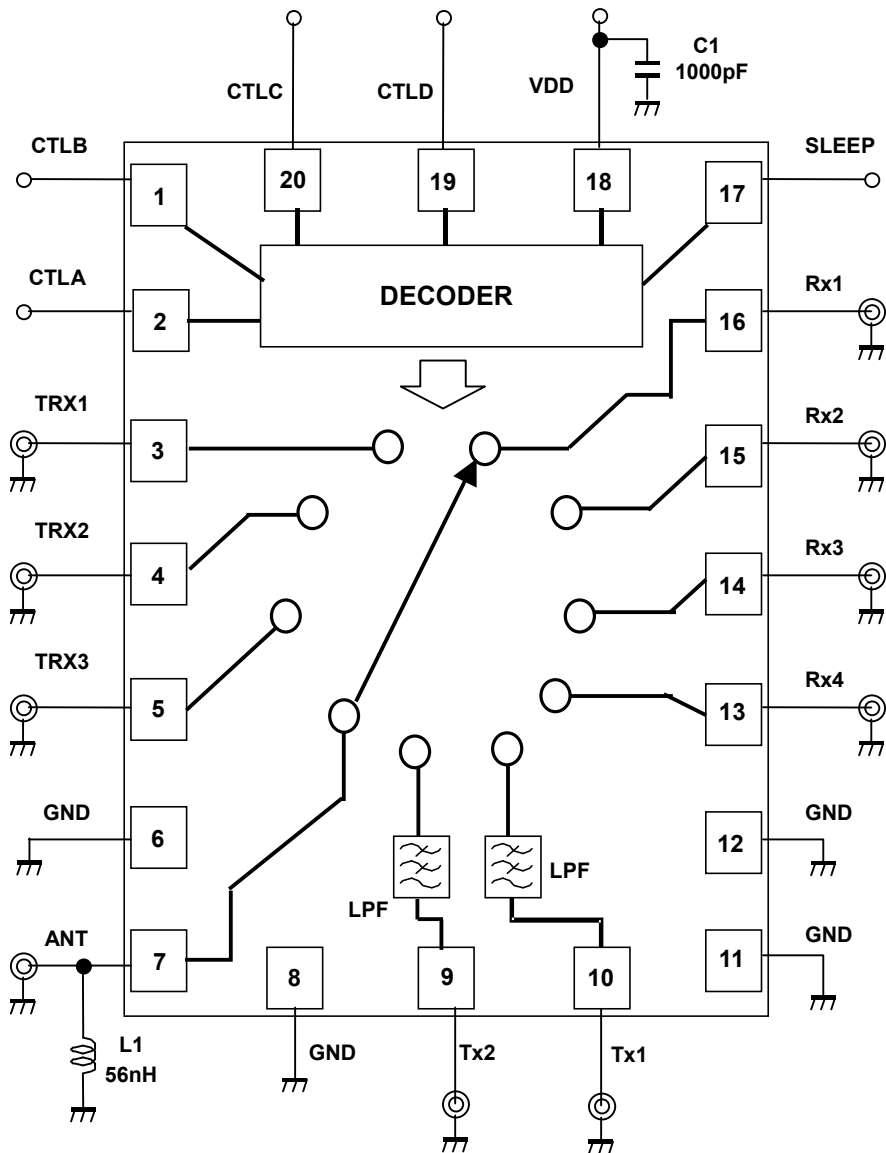 C1
1000pF
CTLC
CTLD
VDD
CTLB
SLEEP
20
19
18
1
17
CTLA
DECODER
Rx1
2
16
TRX1
Rx2
3
15
TRX2
Rx3
4
14
TRX3
Rx4
5
13
GND
GND
6
12
LPF
LPF
ANT
GND
7
8
9
10
11
L1
56nH
GND
Tx2
Tx1